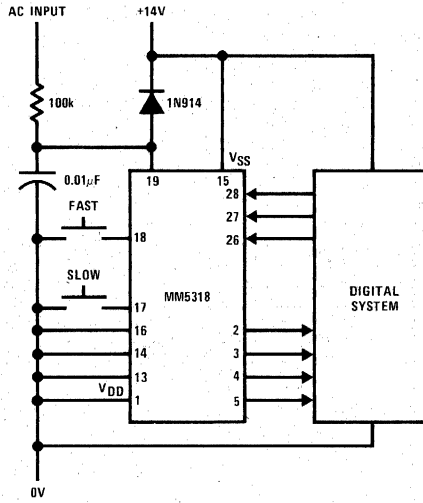 AC INPUT
+14V
100k
1N914
0.01μF
VSS
19
15
28
27
26
FAST
18
SLOW
17
MM5318
DIGITAL
SYSTEM
16
14
13
VDD
1
2
3
4
5
0V